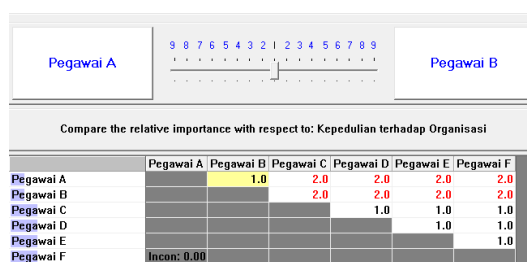 9 8 7 6 5 4 3 2 1 2 3 4 5 6 7 8 9
Pegawai A Pegawai B
Compare the relative importance with respect to: Kepedulian terhadap Organisasi
Pegawai A Pegawai B Pegawai C Pegawai D Pegawai E Pegawai F
Pegawai A 1.0 2.0 2.0 2.0 2.0
Pegawai B 2.0 2.0 2.0 2.0
Pegawai C 1.0 1.0 1.0
Pegawai D 1.0 1.0
Pegawai E 1.0
Pegawai F Incon: 0.00